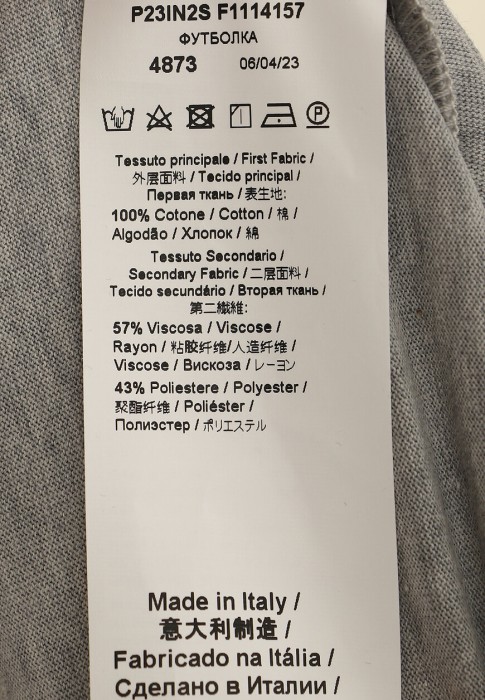 P23IN2S F1114157
ФУТБОЛКА
4873 06/04/23
P
Tessuto principale / First Fabric /
外层面料 / Tecido principal /
Первая ткань / 表生地:
100% Cotone / Cotton / 棉 /
Algodão / Хлопок / 綿
Tessuto Secondario /
Secondary Fabric / 二层面料 /
Tecido secundário / Вторая ткань /
第二繊維:
57% Viscosa / Viscose /
Rayon / 粘胶纤维/人造纤维 /
Viscose / Вискоза / レーヨン
43% Poliestere / Polyester /
聚酯纤维 / Poliéster /
Полиэстер / ポリエステル
Made in Italy /
意大利制造 /
Fabricado na Itália /
Сделано в Италии /